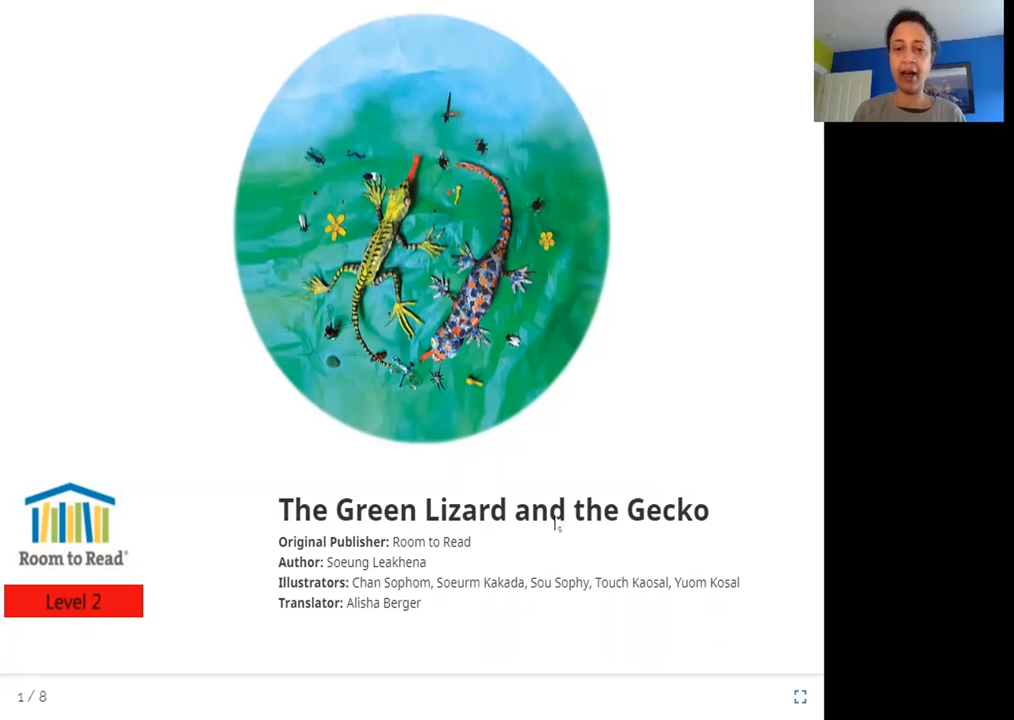 The Green Lizard and the Gecko
Original Publisher: Room to Read
Author: Soeung Leakhena
Illustrators: Chan Sophom, Soeurm Kakada, Sou Sophy, Touch Kaosal, Yuom Kosal
Translator: Alisha Berger
Room to Read®
Level 2
1 / 8